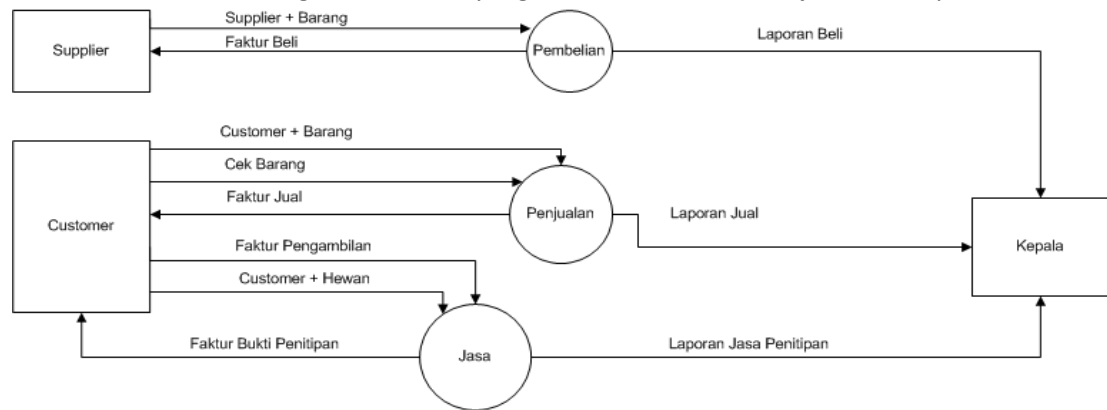 Supplier + Barang
Supplier
Faktur Beli
Pembelian
Laporan Beli
Customer + Barang
Cek Barang
Customer
Faktur Jual
Penjualan
Laporan Jual
Kepala
Faktur Pengambilan
Customer + Hewan
Faktur Bukti Penitipan
Jasa
Laporan Jasa Penitipan